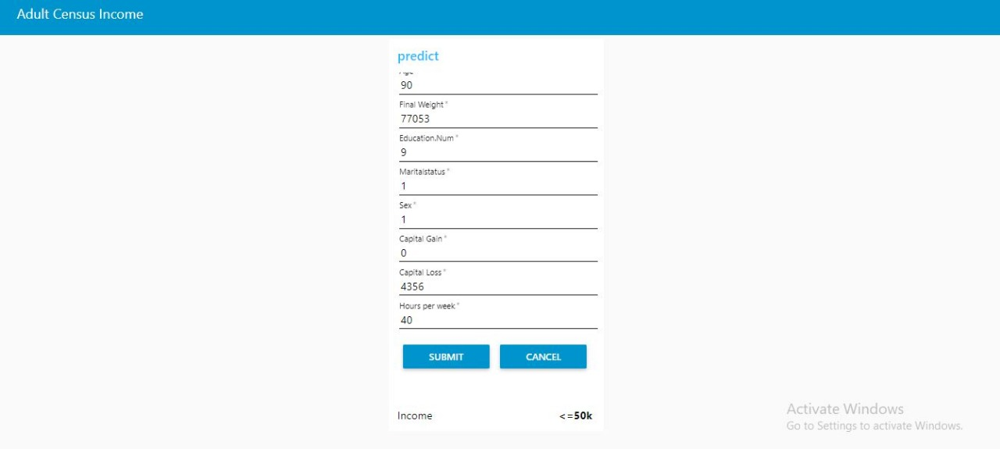 Adult Census Income
predict
Age
90
Final Weight *
77053
Education.Num *
9
Maritalstatus *
1
Sex *
1
Capital Gain *
0
Capital Loss *
4356
Hours per week *
40
SUBMIT CANCEL
Income <=50k
Activate Windows
Go to Settings to activate Windows.